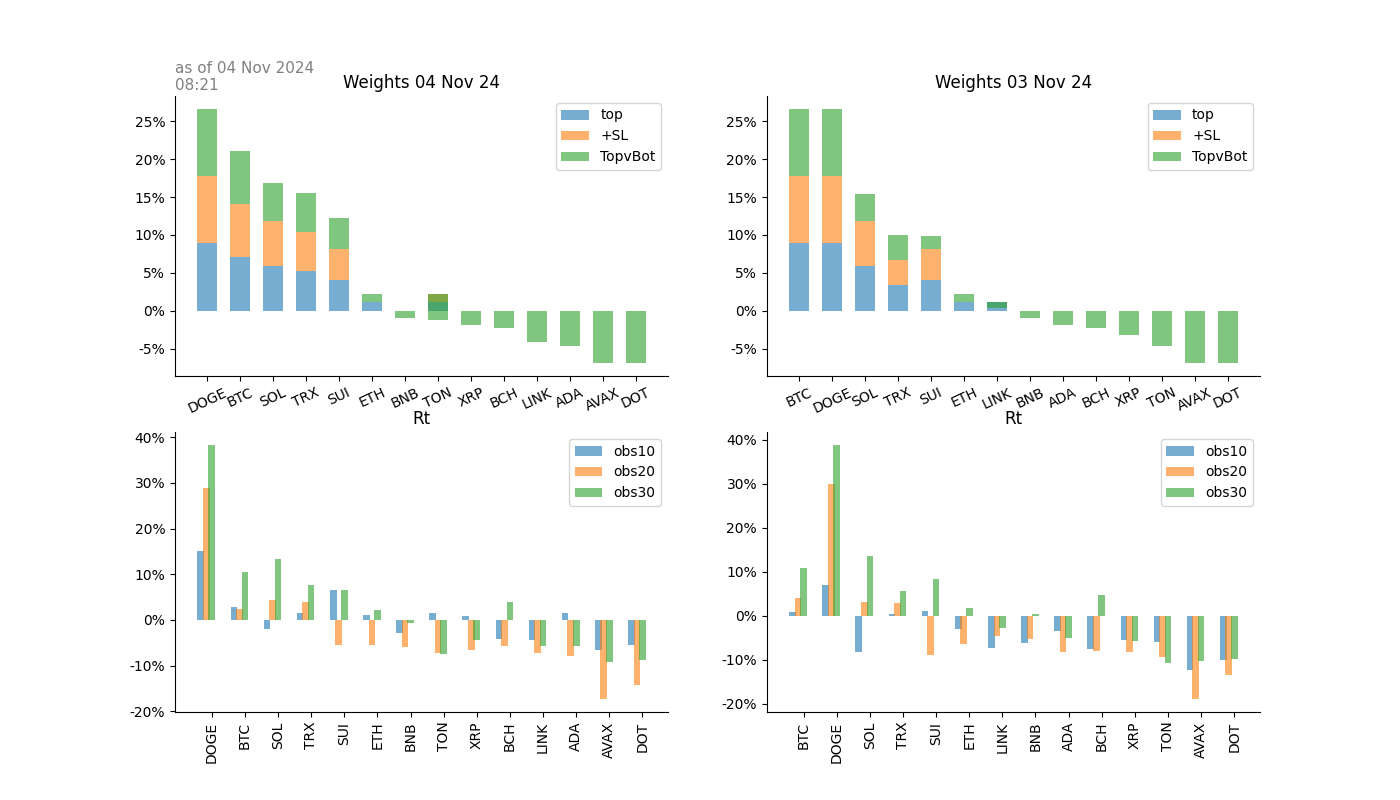 as of 04 Nov 2024
08:21
Weights 04 Nov 24
25%
20%
15%
10%
5%
0%
-5%
top
+SL
TopvBot
DOGE BTC SOL TRX SUI ETH BNB TON XRP BCH LINK ADA AVAX DOT
Weights 03 Nov 24
25%
20%
15%
10%
5%
0%
-5%
top
+SL
TopvBot
BTC DOGE SOL TRX SUI ETH LINK BNB ADA BCH XRP TON AVAX DOT
Rt
40%
30%
20%
10%
0%
-10%
-20%
obs10
obs20
obs30
DOGE BTC SOL TRX SUI ETH BNB TON XRP BCH LINK ADA AVAX DOT
Rt
40%
30%
20%
10%
0%
-10%
-20%
obs10
obs20
obs30
BTC DOGE SOL TRX SUI ETH LINK BNB ADA BCH XRP TON AVAX DOT